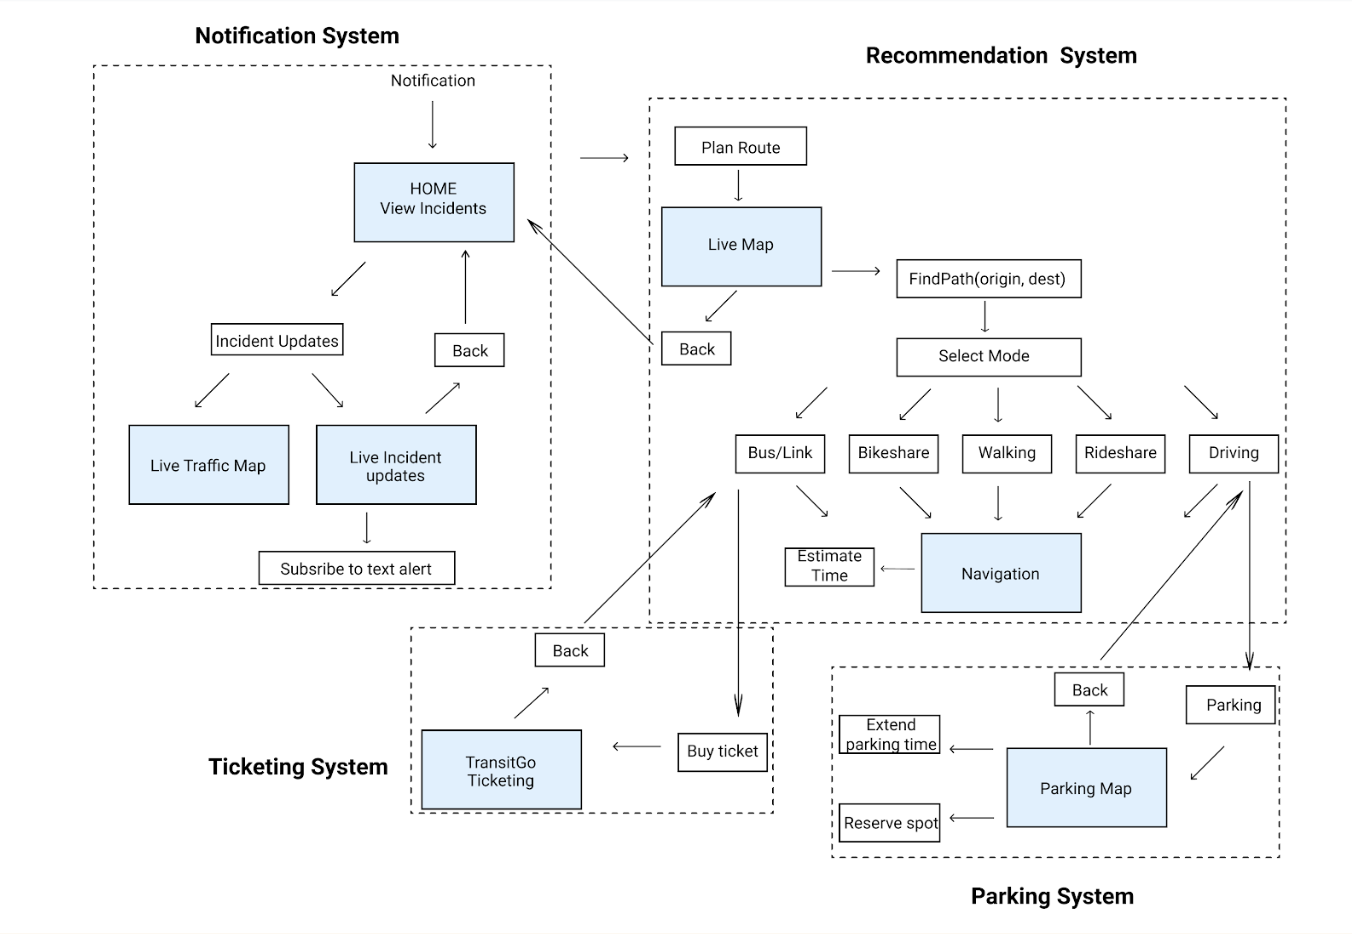 Notification System
Notification
HOME
View Incidents
Incident Updates
Back
Live Traffic Map
Live Incident
updates
Subsribe to text alert
Recommendation System
Plan Route
Live Map
FindPath(origin, dest)
Back
Select Mode
Bus/Link
Bikeshare
Walking
Rideshare
Driving
Estimate
Time
Navigation
Ticketing System
Back
TransitGo
Ticketing
Buy ticket
Back
Parking
Extend
parking time
Parking Map
Reserve spot
Parking System